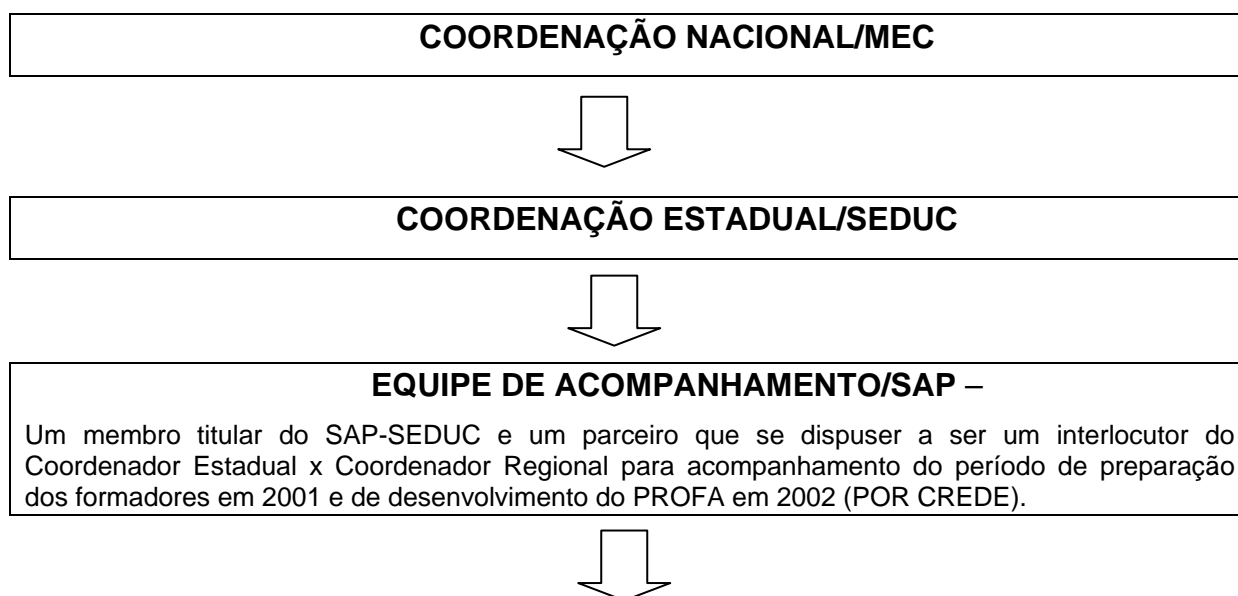 COORDENAÇÃO NACIONAL/MEC
COORDENAÇÃO ESTADUAL/SEDUC
EQUIPE DE ACOMPANHAMENTO/SAP –
Um membro titular do SAP-SEDUC e um parceiro que se dispuser a ser um interlocutor do
Coordenador Estadual x Coordenador Regional para acompanhamento do período de preparação
dos formadores em 2001 e de desenvolvimento do PROFA em 2002 (POR CREDE).